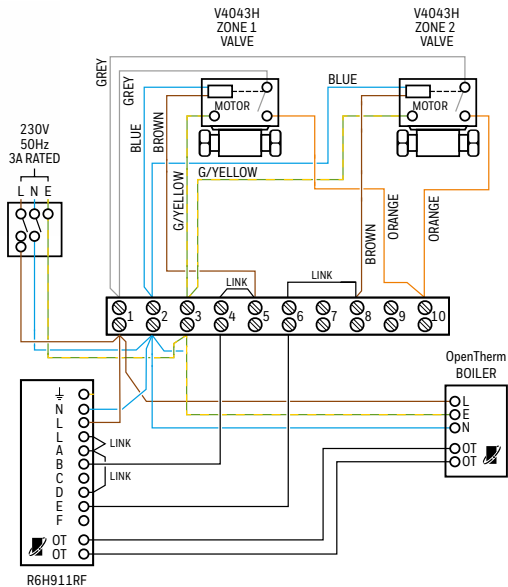 V4043H
ZONE 1
VALVE
V4043H
ZONE 2
VALVE
GREY
GREY
BLUE
MOTOR
MOTOR
230V
50Hz
3A RATED
L N E
BLUE
BROWN
G/YELLOW
G/YELLOW
BROWN
ORANGE
ORANGE
LINK
LINK
1
2
3
4
5
6
7
8
9
10
OpenTherm
BOILER
L
E
N
OT
OT
N
L
L
A
B
C
D
E
F
OT
OT
LINK
LINK
R6H911RF